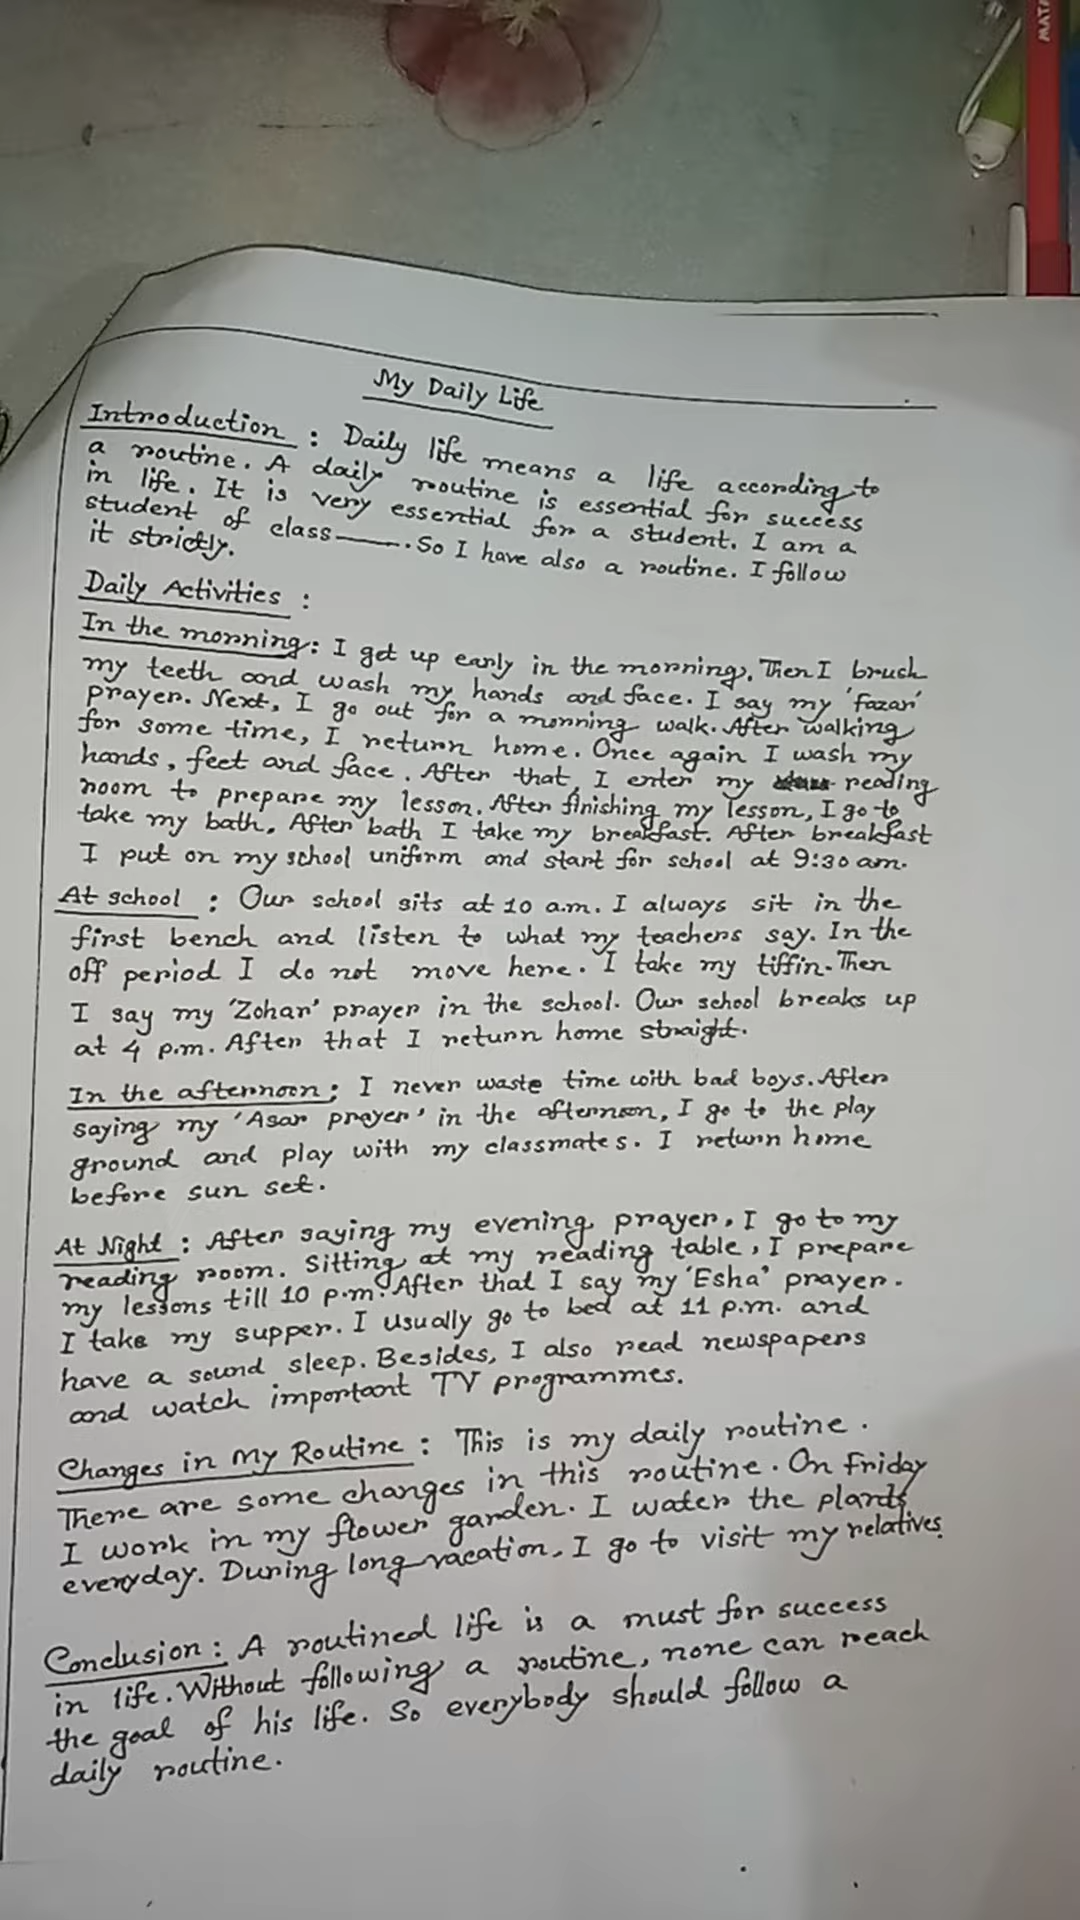 MATA
My Daily Life
Introduction : Daily life means a life according to
a routine. A daily routine is essential for success
in life. It is very essential for a student. I am a
student of class ——. So I have also a routine. I follow
it strictly.
Daily Activities :
In the morning: I get up early in the morning. Then I bruch
my teeth and wash my hands and face. I say my 'fazar'
prayer. Next, I go out for a morning walk. After walking
for some time, I return home. Once again I wash my
hands, feet and face. After that, I enter my reading
room to prepare my lesson. After finishing my lesson, I go to
take my bath. After bath I take my breakfast. After breakfast
I put on my school uniform and start for school at 9:30 am.
At school : Our school sits at 10 a.m. I always sit in the
first bench and listen to what my teachers say. In the
off period I do not move here. I take my tiffin. Then
I say my 'Zohar' prayer in the school. Our school breaks up
at 4 p.m. After that I return home straight.
In the afternoon: I never waste time with bad boys. After
saying my 'Asar prayer' in the afternoon, I go to the play
ground and play with my classmates. I return home
before sun set.
At Night : After saying my evening prayer, I go to my
reading room. Sitting at my reading table, I prepare
my lessons till 10 p.m. After that I say my 'Esha' prayer.
I take my supper. I usually go to bed at 11 p.m. and
have a sound sleep. Besides, I also read newspapers
and watch important TV programmes.
Changes in My Routine : This is my daily routine.
There are some changes in this routine. On Friday
I work in my flower garden. I water the plants
everyday. During long vacation, I go to visit my relatives.
Conclusion : A routined life is a must for success
in life. Without following a routine, none can reach
the goal of his life. So everybody should follow a
daily routine.